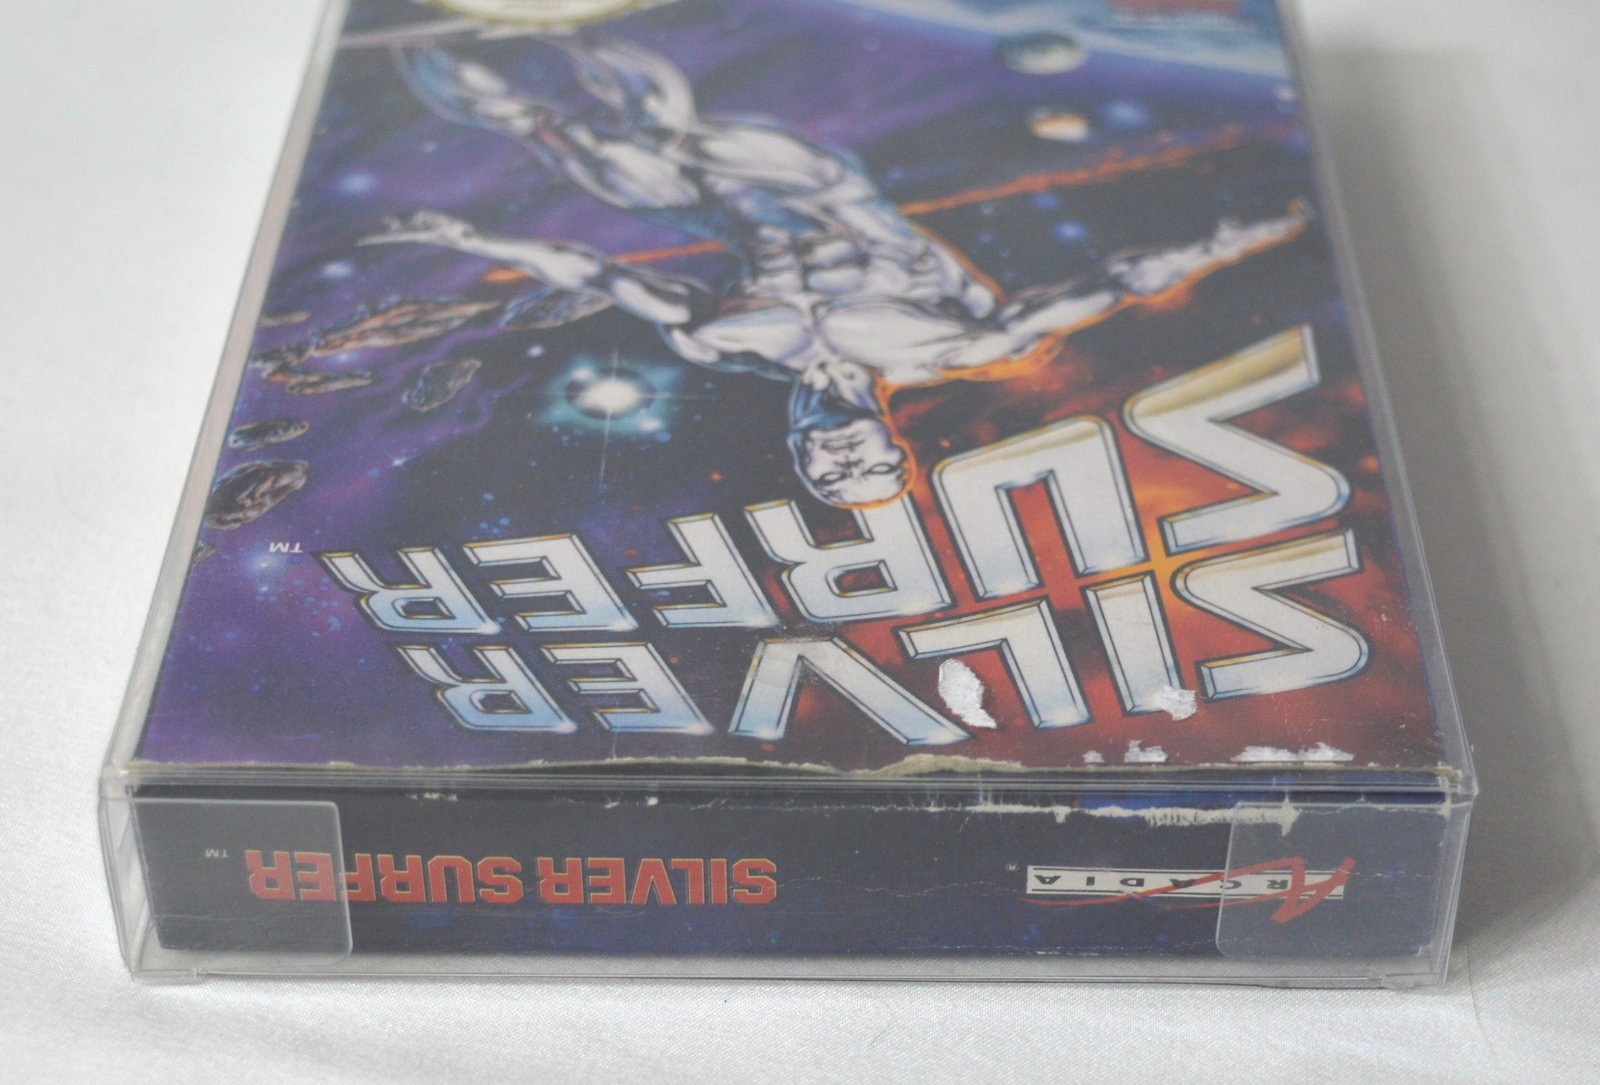 SILVER
SURFER
TM
ARCADIA ®
SILVER SURFER TM